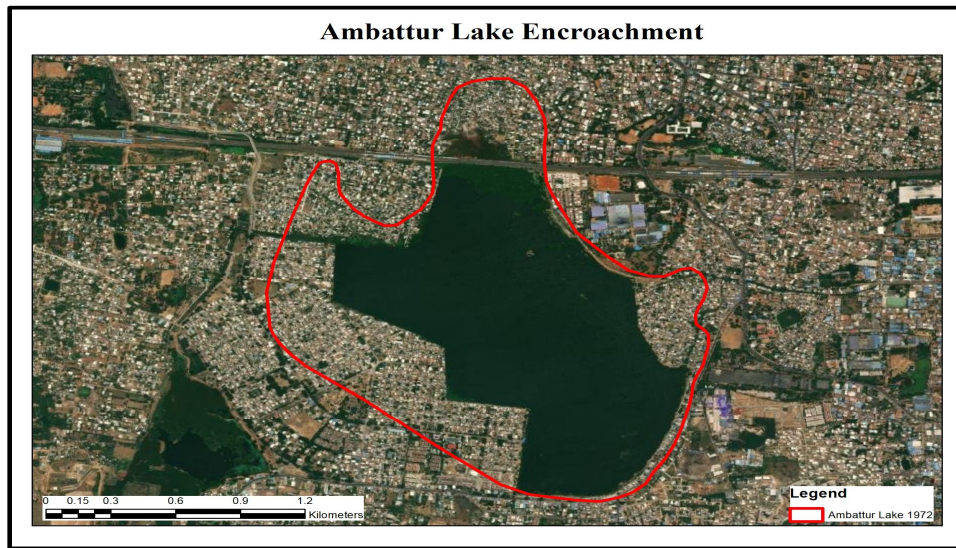 Ambattur Lake Encroachment
0 0.15 0.3 0.6 0.9 1.2
Kilometers
Legend
Ambattur Lake 1972